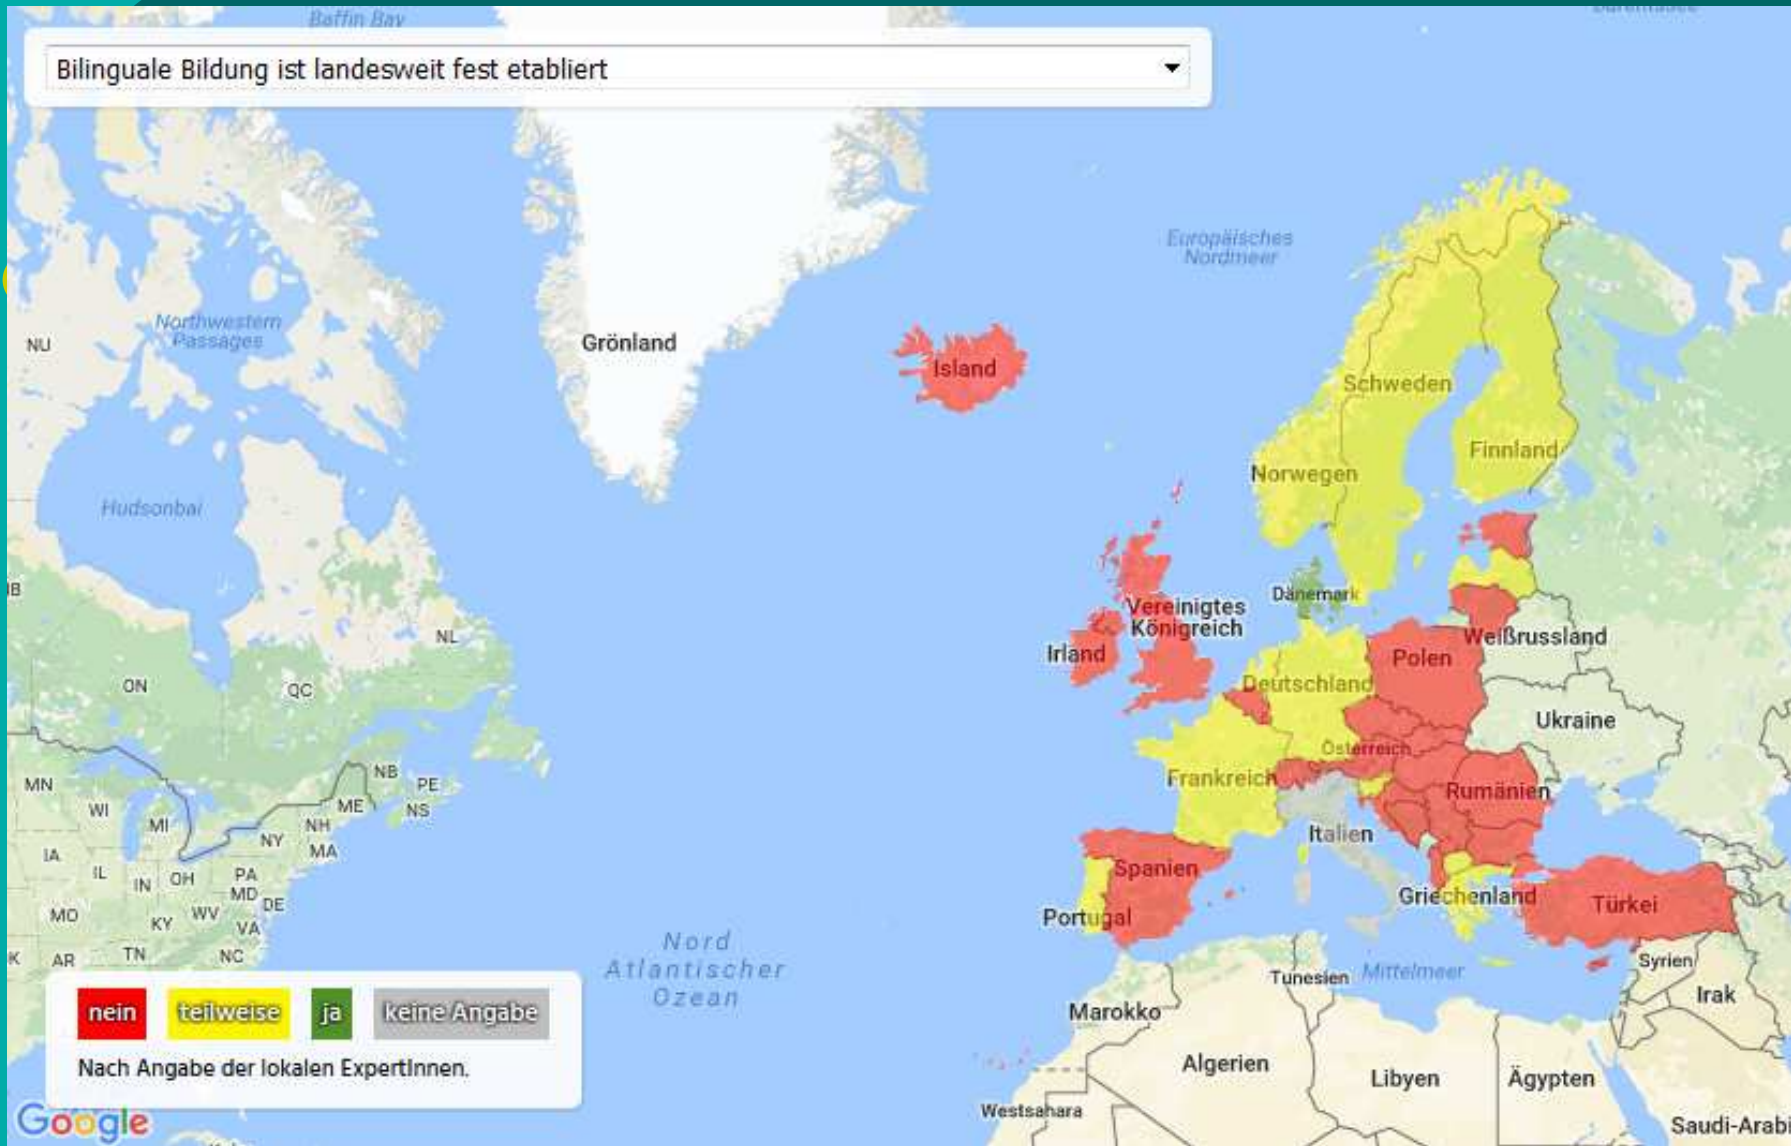 Baffin Bay
Bilinguale Bildung ist landesweit fest etabliert
Europäisches
Nordmeer
Northwestern
Passages
NU
Grönland
Island
Schweden
Finnland
Norwegen
Hudsonbai
Dänemark
Vereinigtes
Königreich
Weißrussland
NL
Irland
Polen
ON
QC
Deutschland
Ukraine
Österreich
NB
Frankreich
MN
PE
Rumänien
ME
NS
WI
MI
NH
NY
Italien
MA
IA
IL
IN
OH
PA
Spanien
MD
DE
Griechenland
Türkei
MO
KY
WV
VA
Portugal
Nord
Atlantischer
Ozean
AR
TN
NC
Tunesien
Mittelmeer
Syrien
Irak
nein
teilweise
ja
keine Angabe
Marokko
Nach Angabe der lokalen ExpertInnen.
Algerien
Libyen
Ägypten
Google
Westsahara
Saudi-Arabi